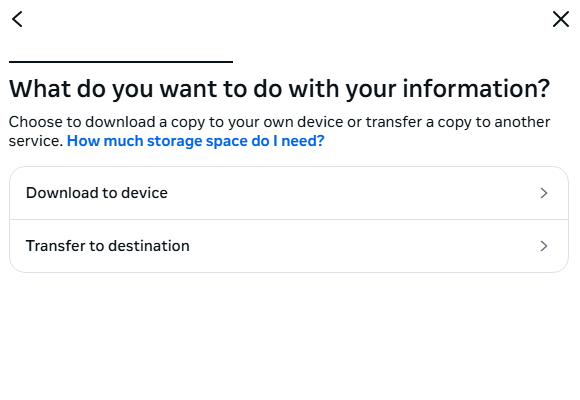 What do you want to do with your information?
Choose to download a copy to your own device or transfer a copy to another
service. How much storage space do I need?
Download to device
Transfer to destination